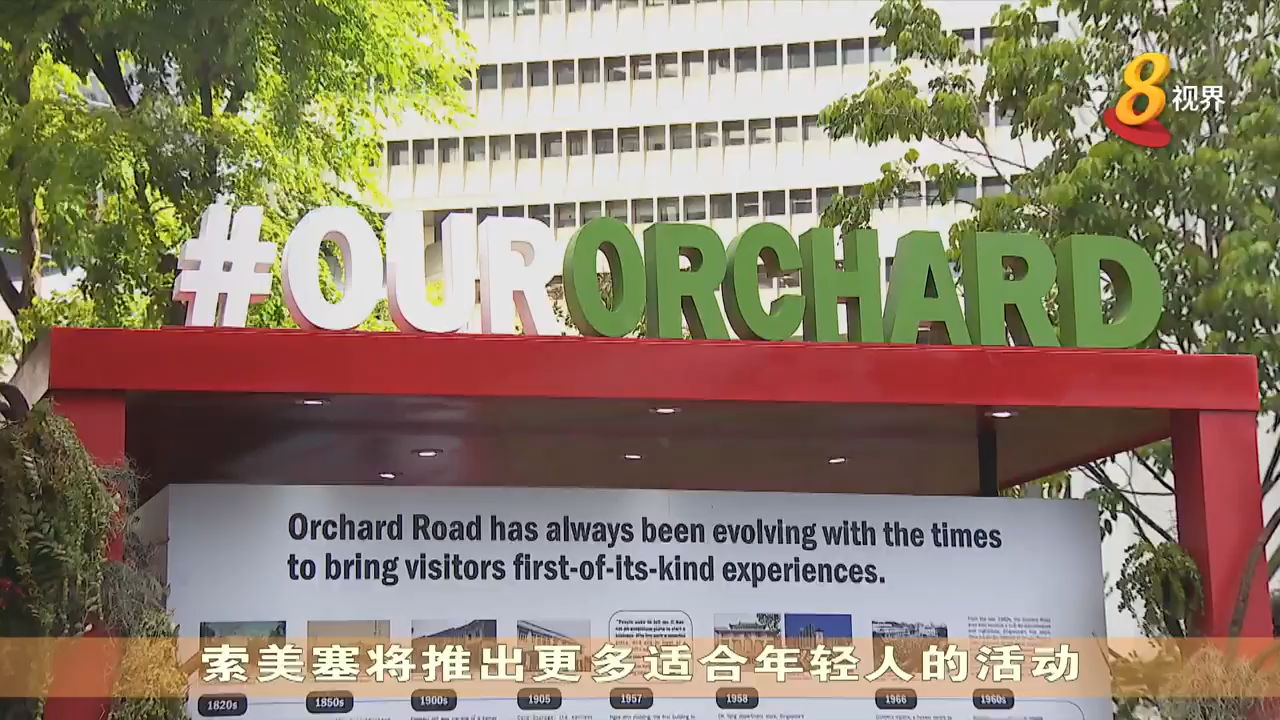 8视界
#OURORCHARD
Orchard Road has always been evolving with the times
to bring visitors first-of-its-kind experiences.
索美塞将推出更多适合年轻人的活动
1820s
1850s
1900s
1905
1957
1958
1966
1960s